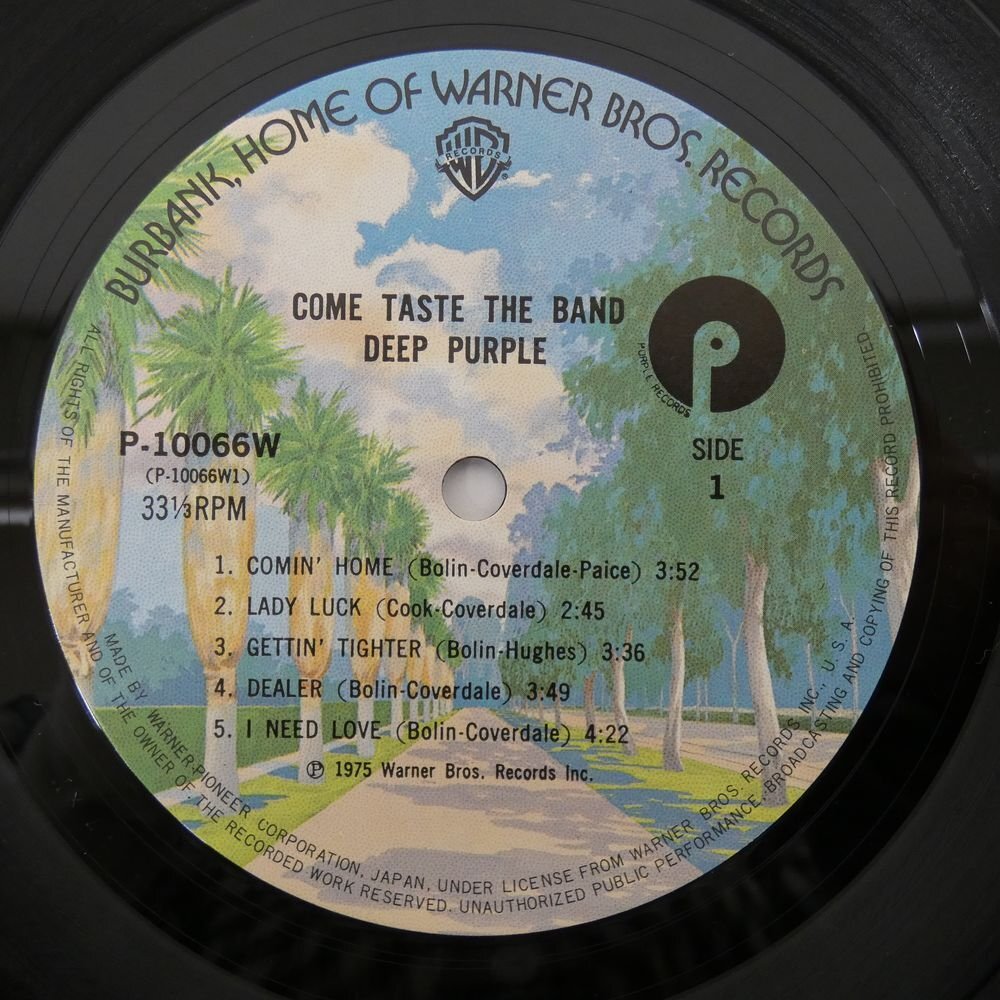 BURBANK, HOME OF WARNER BROS. RECORDS
WB
RECORDS
®
COME TASTE THE BAND
DEEP PURPLE
P
PURPLE RECORDS
P-10066W
(P-10066W1)
33⅓RPM
SIDE
1
1. COMIN' HOME (Bolin-Coverdale-Paice) 3:52
2. LADY LUCK (Cook-Coverdale) 2:45
3. GETTIN' TIGHTER (Bolin-Hughes) 3:36
4. DEALER (Bolin-Coverdale) 3:49
5. I NEED LOVE (Bolin-Coverdale) 4:22
℗ 1975 Warner Bros. Records Inc.
MADE BY WARNER-PIONEER CORPORATION, JAPAN, UNDER LICENSE FROM WARNER BROS. RECORDS INC., U. S. A.
ALL RIGHTS OF THE MANUFACTURER AND OF THE OWNER OF THE RECORDED WORK RESERVED. UNAUTHORIZED PUBLIC PERFORMANCE, BROADCASTING AND COPYING OF THIS RECORD PROHIBITED